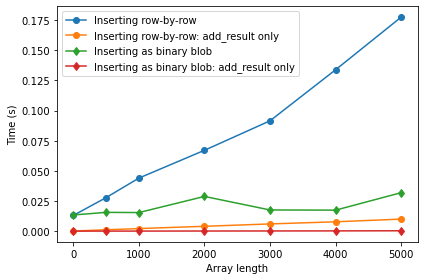 Inserting row-by-row
Inserting row-by-row: add_result only
Inserting as binary blob
Inserting as binary blob: add_result only
Time (s)
0.175
0.150
0.125
0.100
0.075
0.050
0.025
0.000
0
1000
2000
3000
4000
5000
Array length